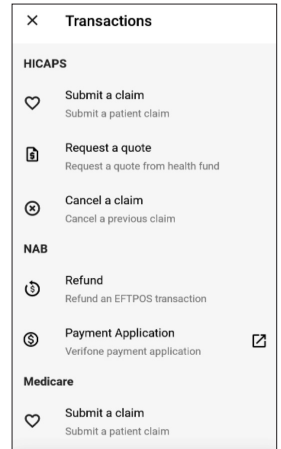 Transactions
HICAPS
Submit a claim
Submit a patient claim
Request a quote
Request a quote from health fund
Cancel a claim
Cancel a previous claim
NAB
Refund
Refund an EFTPOS transaction
Payment Application
Verifone payment application
Medicare
Submit a claim
Submit a patient claim